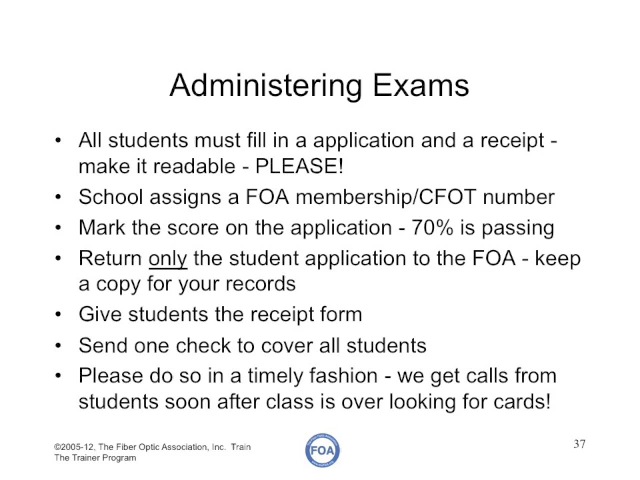 Administering Exams
• All students must fill in a application and a receipt -
make it readable - PLEASE!
• School assigns a FOA membership/CFOT number
• Mark the score on the application - 70% is passing
• Return only the student application to the FOA - keep
a copy for your records
• Give students the receipt form
• Send one check to cover all students
• Please do so in a timely fashion - we get calls from
students soon after class is over looking for cards!
©2005-12, The Fiber Optic Association, Inc. Train
The Trainer Program
FOA
37